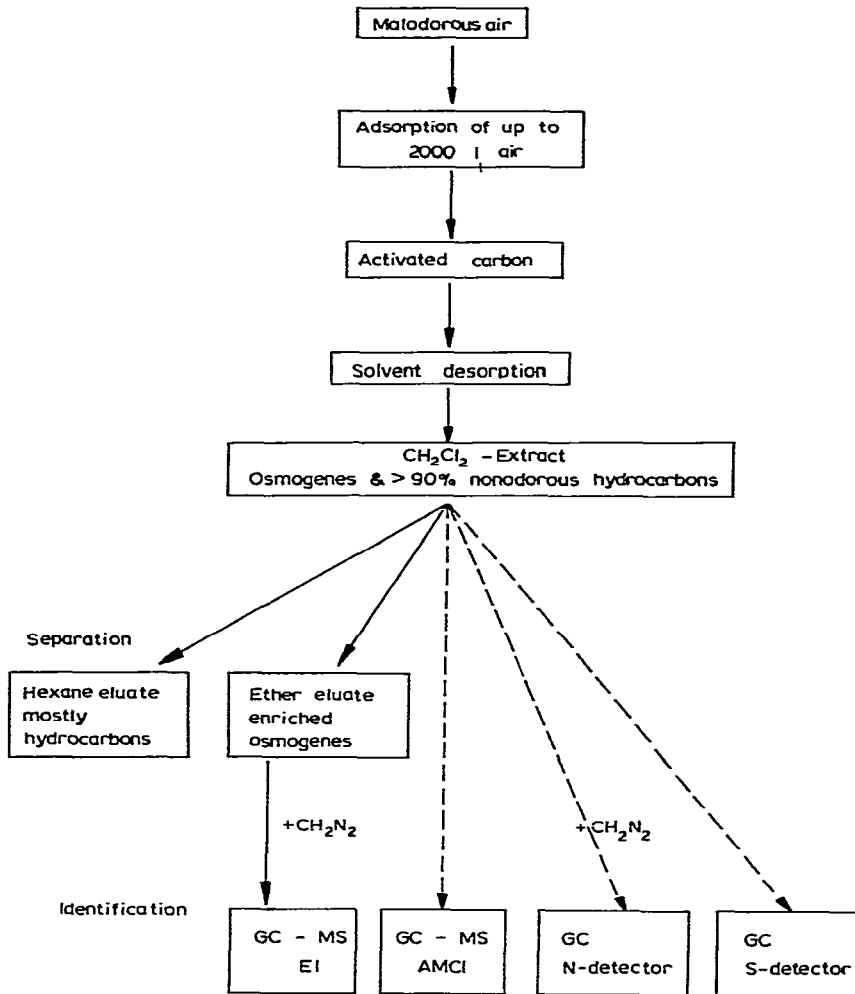 Malodorous air
Adsorption of up to
2000 l air
Activated carbon
Solvent desorption
CH₂Cl₂ - Extract
Osmogenes & > 90% nonodorous hydrocarbons
Separation
Hexane eluate
mostly
hydrocarbons
Ether eluate
enriched
osmogenes
+CH₂N₂
+CH₂N₂
Identification
GC - MS
EI
GC - MS
AMCI
GC
N-detector
GC
S-detector